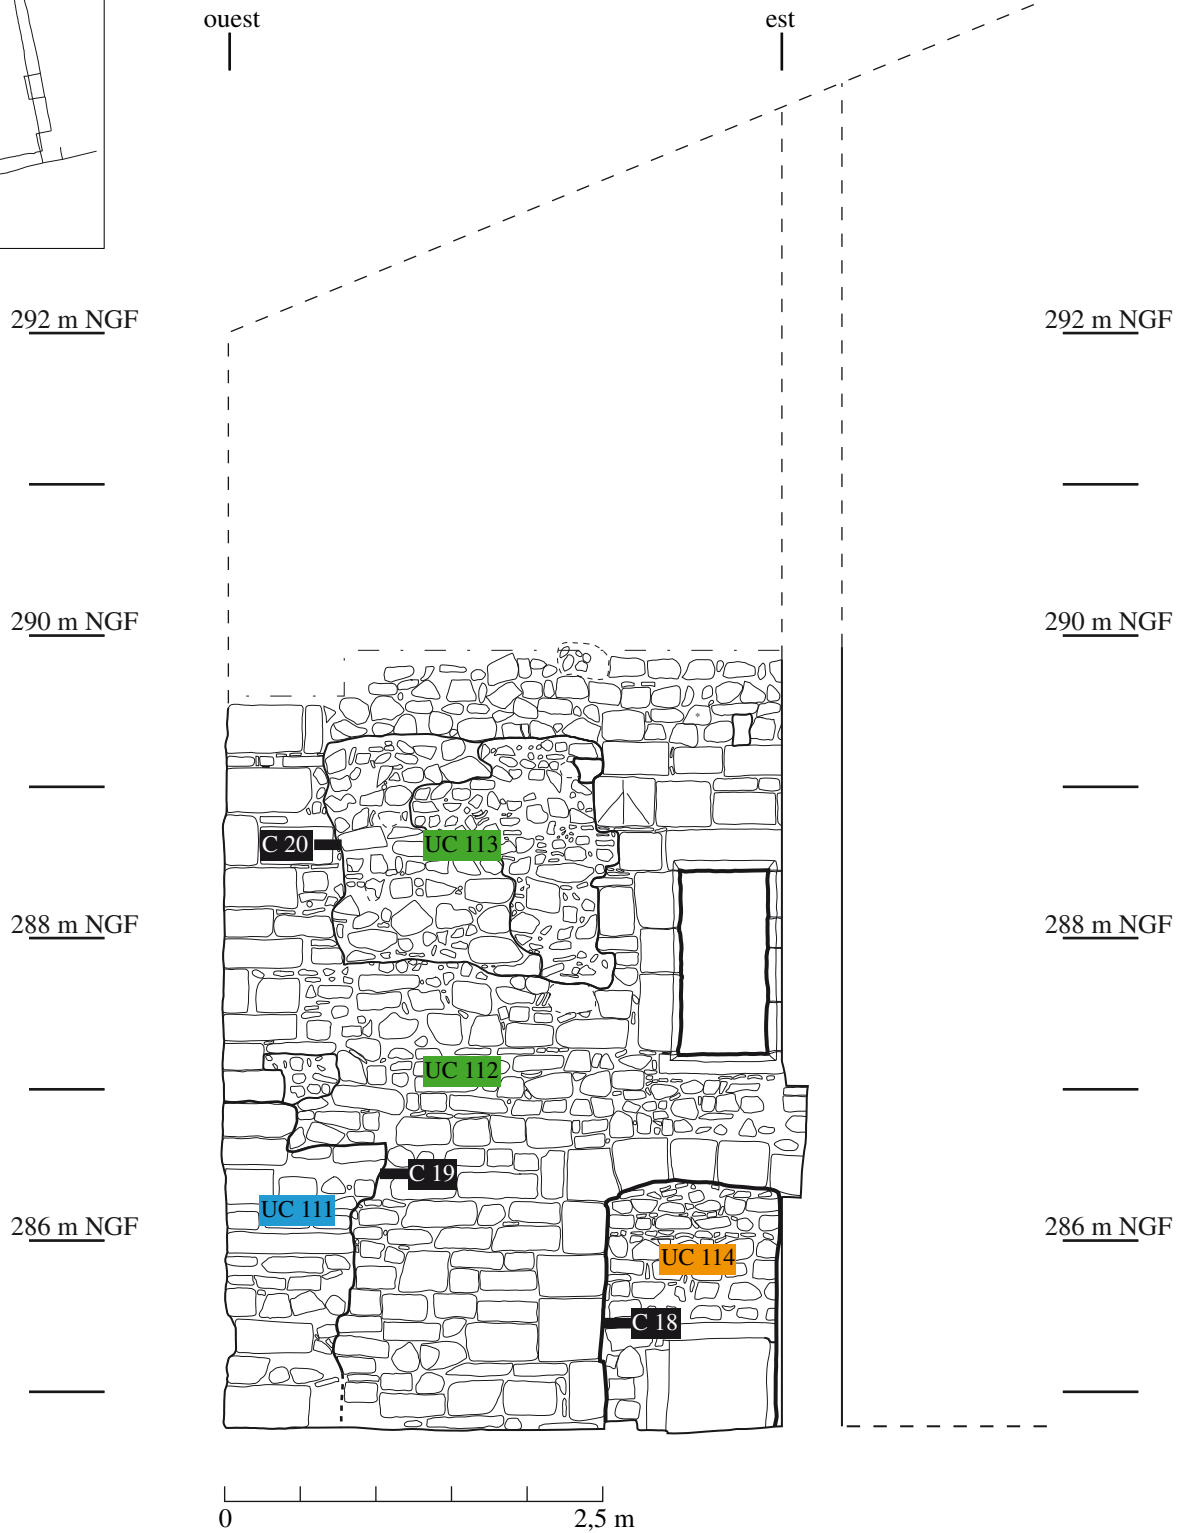 ouest est
292 m NGF 292 m NGF
290 m NGF 290 m NGF
C 20 UC 113
288 m NGF 288 m NGF
UC 112
C 19
UC 111
286 m NGF 286 m NGF
UC 114
C 18
0 2,5 m